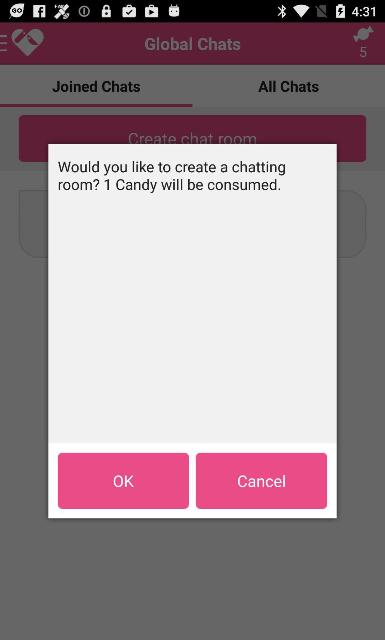 4:31
Global Chats
5
Joined Chats
All Chats
Create chat room
Would you like to create a chatting
room? 1 Candy will be consumed.
OK
Cancel